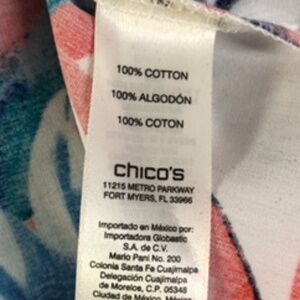 100% COTTON
100% ALGODÓN
100% COTON
chico's
11215 METRO PARKWAY
FORT MYERS, FL 33966
Importado en México por:
Importadora Globastic
S.A. de C.V.
Mario Pani No. 200
Colonia Santa Fe Cuajimalpa
Delegación Cuajimalpa
de Morelos, C.P. 05348
Ciudad de México, México